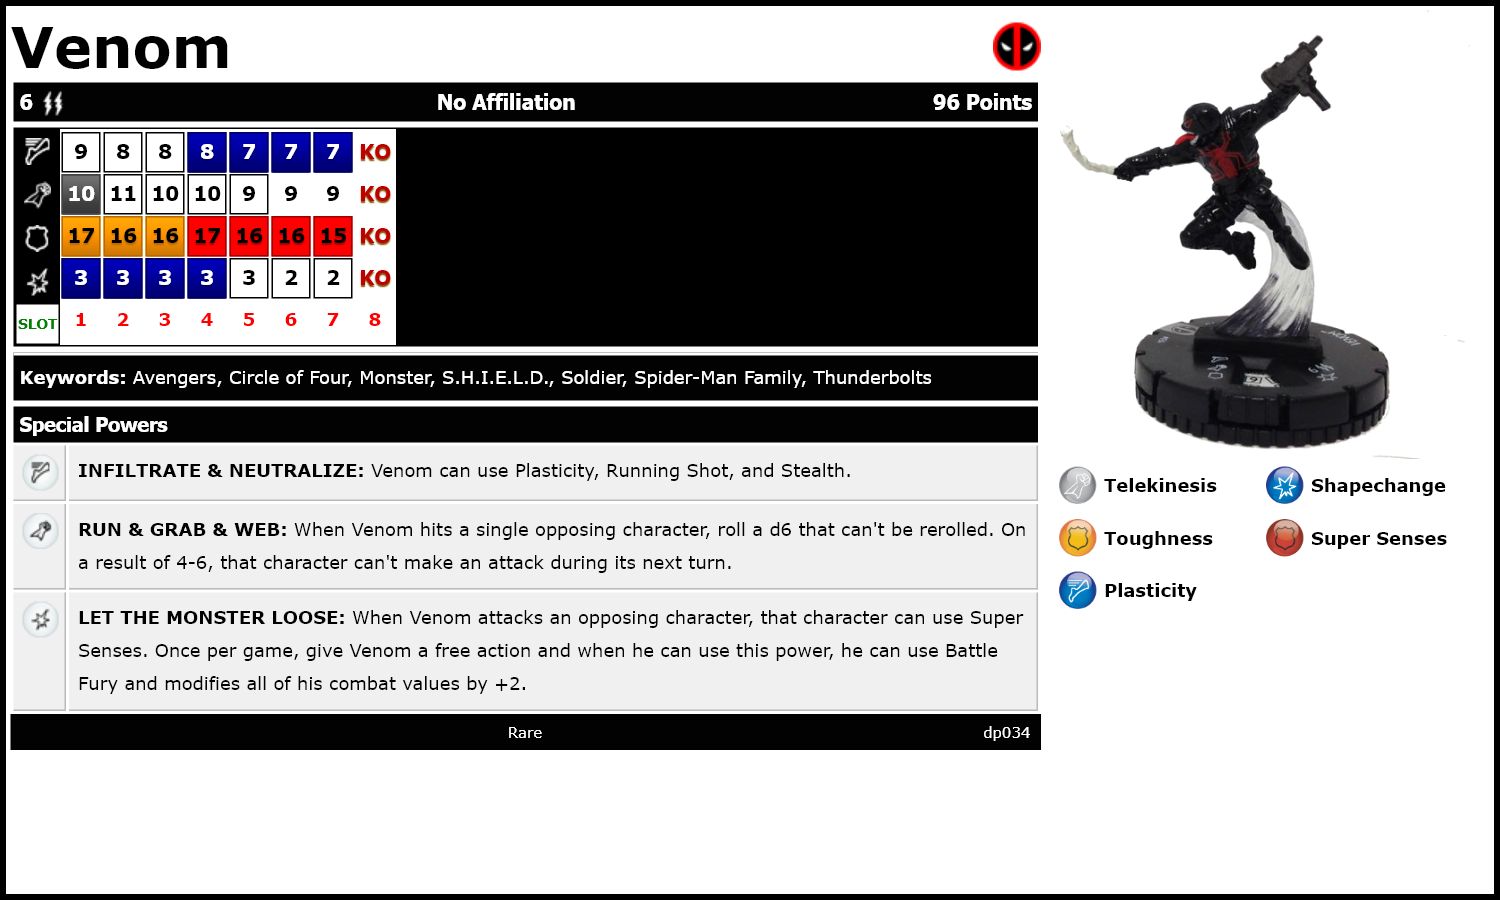 Venom
6 No Affiliation 96 Points
9 8 8 8 7 7 7 KO
10 11 10 10 9 9 9 KO
17 16 16 17 16 16 15 KO
3 3 3 3 3 2 2 KO
SLOT 1 2 3 4 5 6 7 8
Keywords: Avengers, Circle of Four, Monster, S.H.I.E.L.D., Soldier, Spider-Man Family, Thunderbolts
Special Powers
INFILTRATE & NEUTRALIZE: Venom can use Plasticity, Running Shot, and Stealth.
RUN & GRAB & WEB: When Venom hits a single opposing character, roll a d6 that can't be rerolled. On
a result of 4-6, that character can't make an attack during its next turn.
LET THE MONSTER LOOSE: When Venom attacks an opposing character, that character can use Super
Senses. Once per game, give Venom a free action and when he can use this power, he can use Battle
Fury and modifies all of his combat values by +2.
Rare dp034
VENOM
Telekinesis Shapechange
Toughness Super Senses
Plasticity